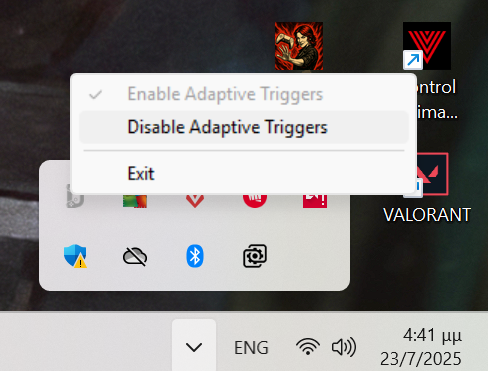 Enable Adaptive Triggers
Disable Adaptive Triggers
Exit
ontrol
ima...
VALORANT
ENG
4:41 μμ
23/7/2025